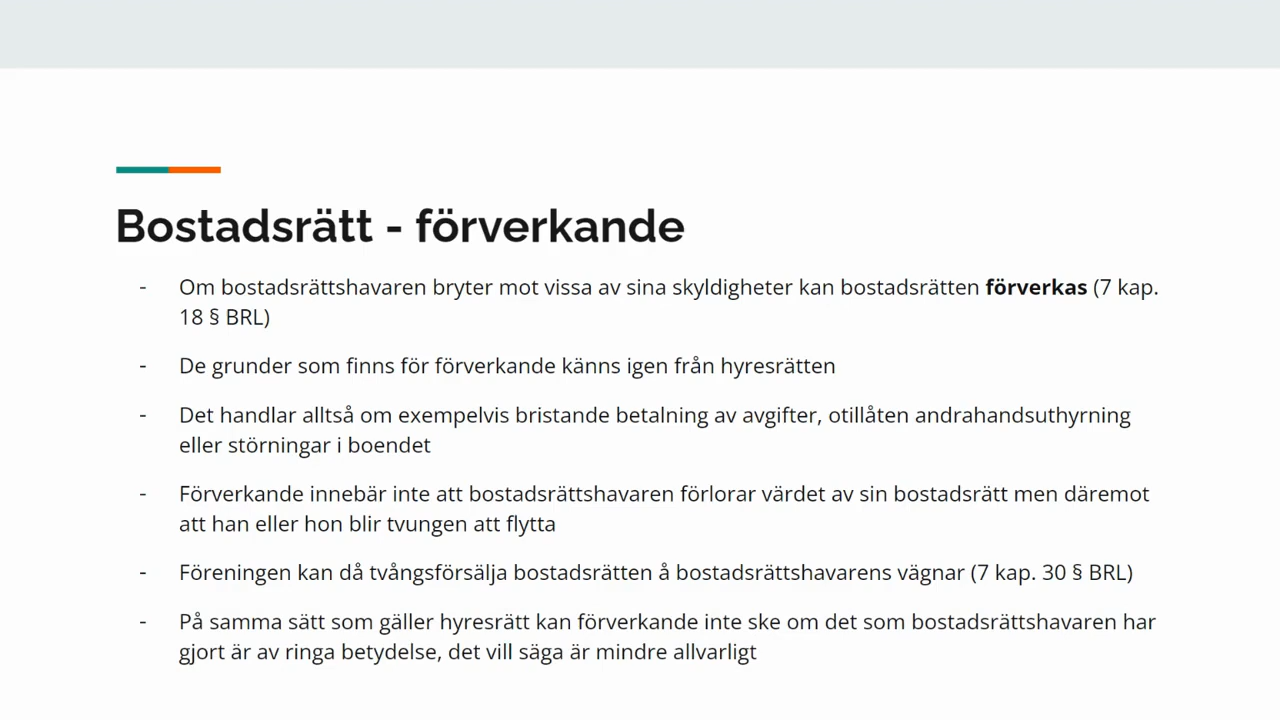 Bostadsrätt - förverkande
- Om bostadsrättshavaren bryter mot vissa av sina skyldigheter kan bostadsrätten förverkas (7 kap.
18 § BRL)
- De grunder som finns för förverkande känns igen från hyresrätten
- Det handlar alltså om exempelvis bristande betalning av avgifter, otillåten andrahandsuthyrning
eller störningar i boendet
- Förverkande innebär inte att bostadsrättshavaren förlorar värdet av sin bostadsrätt men däremot
att han eller hon blir tvungen att flytta
- Föreningen kan då tvångsförsälja bostadsrätten å bostadsrättshavarens vägnar (7 kap. 30 § BRL)
- På samma sätt som gäller hyresrätt kan förverkande inte ske om det som bostadsrättshavaren har
gjort är av ringa betydelse, det vill säga är mindre allvarligt